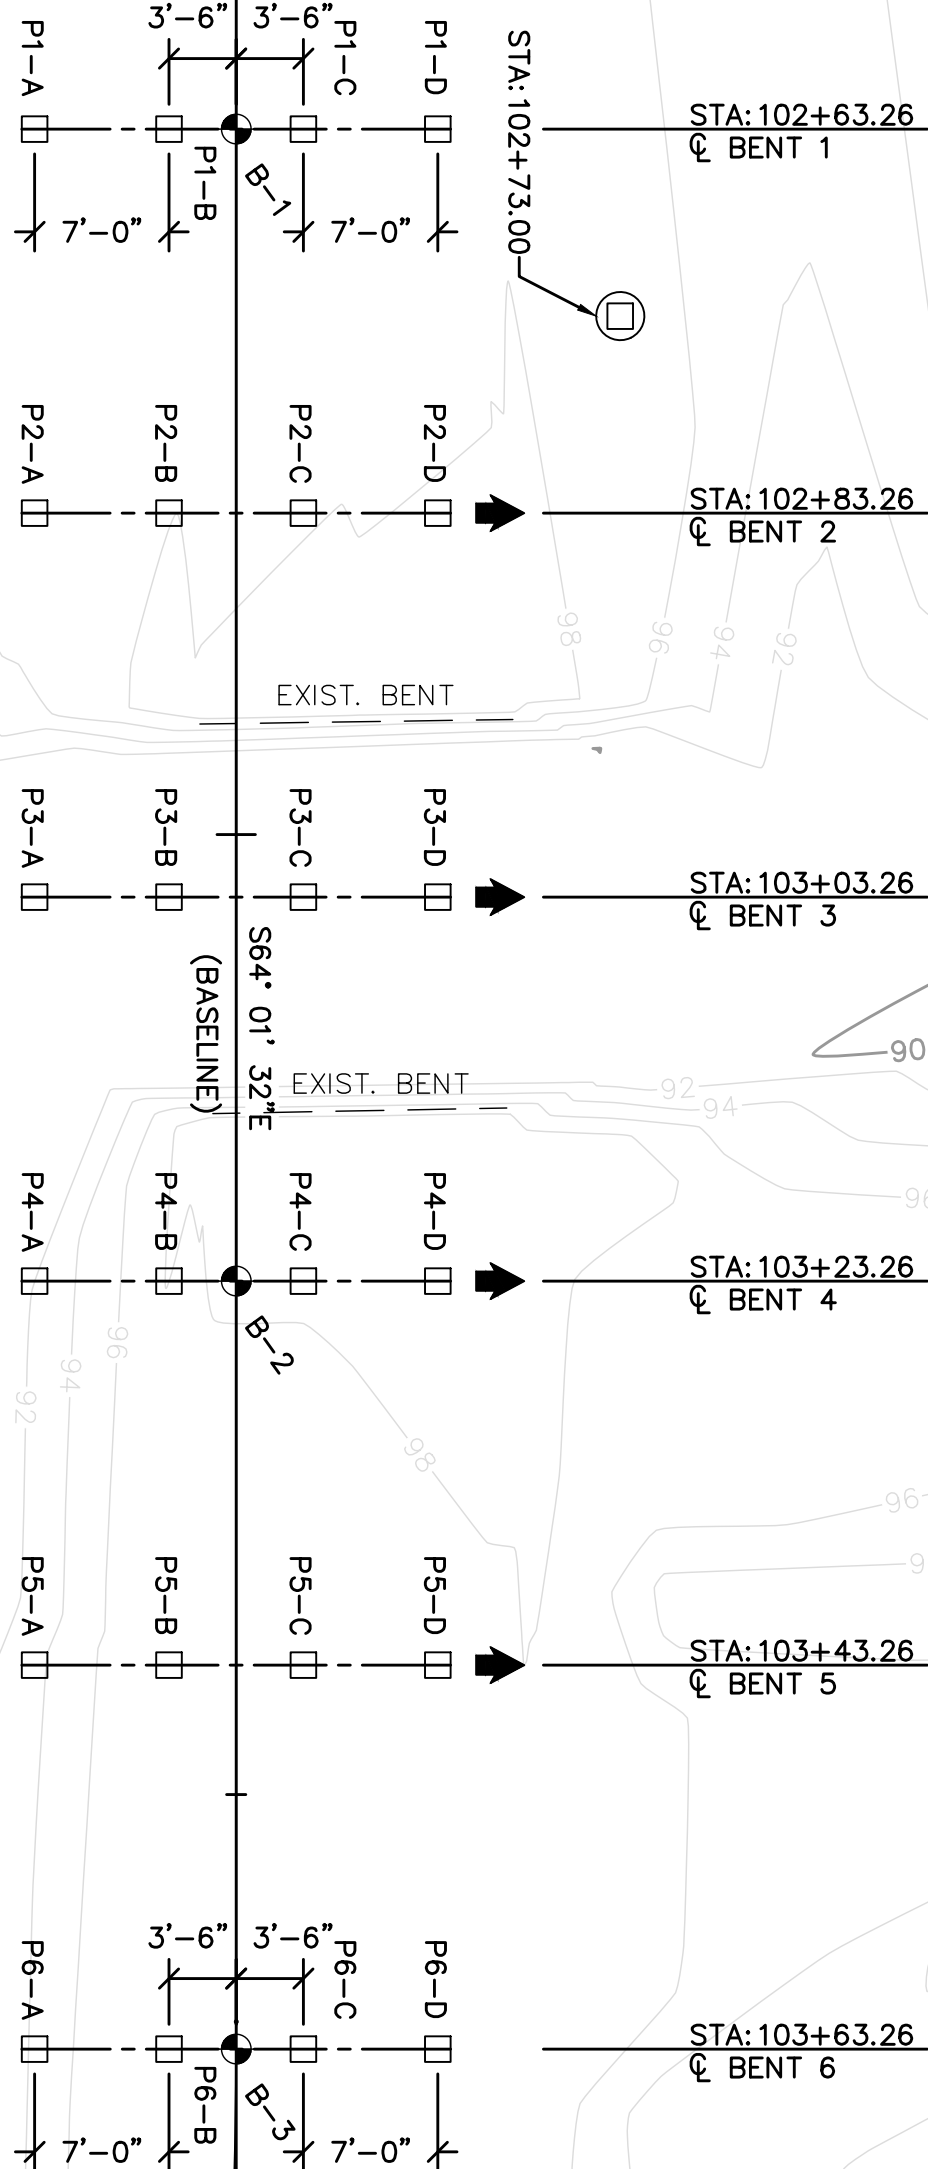 3'-6" 3'-6"
P1-A
P1-C
P1-D
STA:102+73.00
STA:102+63.26
℄ BENT 1
P1-B
B-1
7'-0" 7'-0"
P2-A
P2-B
P2-C
P2-D
STA:102+83.26
℄ BENT 2
98
96
94
92
EXIST. BENT
P3-A
P3-B
P3-C
P3-D
STA:103+03.26
℄ BENT 3
S64° 01' 32"E
(BASELINE)
90
EXIST. BENT
92
94
P4-A
P4-B
P4-C
P4-D
STA:103+23.26
℄ BENT 4
B-2
96
94
92
98
96
P5-A
P5-B
P5-C
P5-D
STA:103+43.26
℄ BENT 5
3'-6" 3'-6"
P6-A
P6-C
P6-D
STA:103+63.26
℄ BENT 6
P6-B
B-3
7'-0" 7'-0"